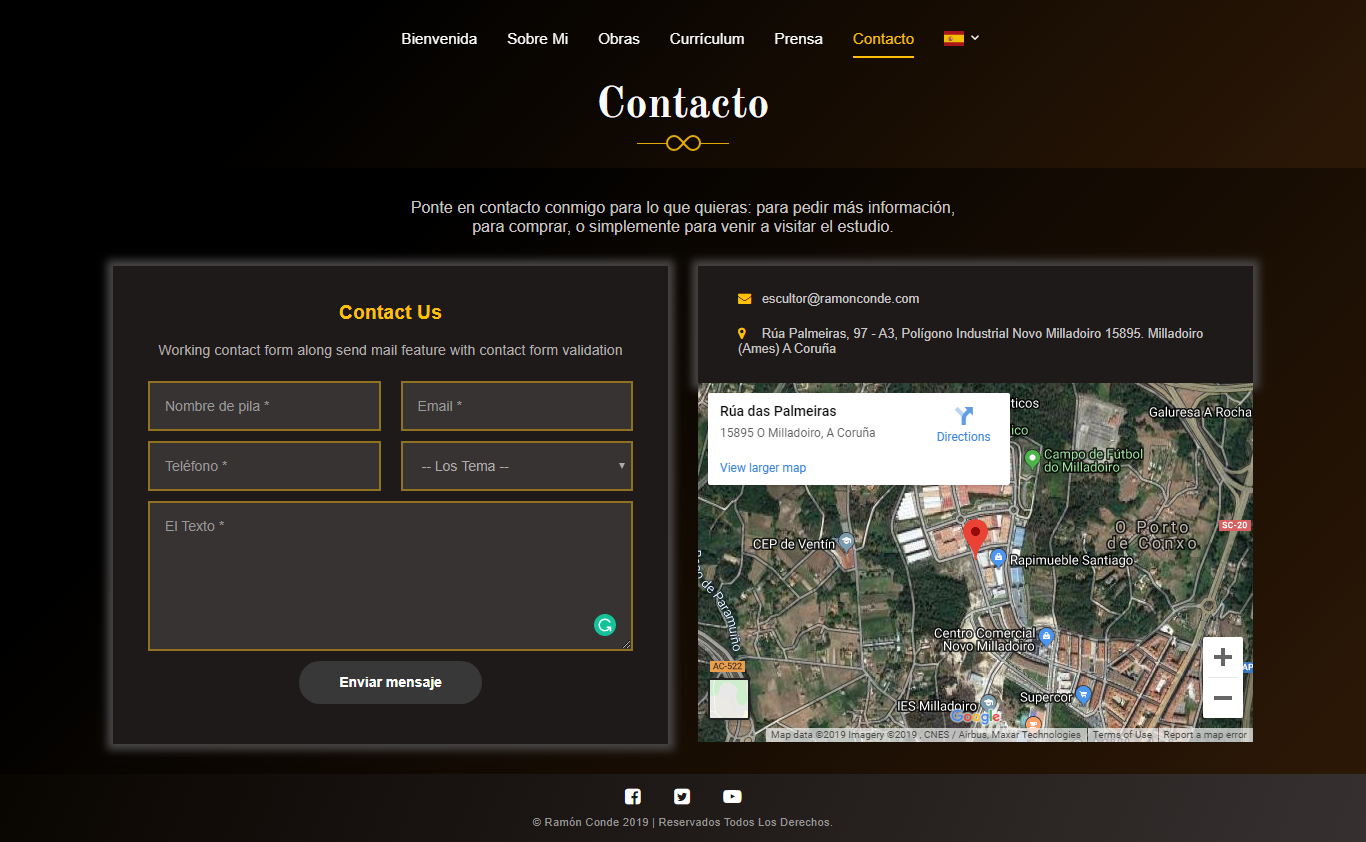 Bienvenida Sobre Mi Obras Currículum Prensa Contacto
Contacto
Ponte en contacto conmigo para lo que quieras: para pedir más información,
para comprar, o simplemente para venir a visitar el estudio.
Contact Us
Working contact form along send mail feature with contact form validation
Nombre de pila *
Email *
Teléfono *
-- Los Tema --
El Texto *
Enviar mensaje
escultor@ramonconde.com
Rúa Palmeiras, 97 - A3, Polígono Industrial Novo Milladoiro 15895. Milladoiro
(Ames) A Coruña
Rúa das Palmeiras
15895 O Milladoiro, A Coruña
Directions
View larger map
Galuresa A Rocha
Campo de Fútbol
do Milladoiro
O Porto
de Conxo
SC-20
CEP de Ventín
Rapimueble Santiago
Centro Comercial
Novo Milladoiro
AC-522
Supercor
IES Milladoiro
Google
Map data ©2019 Imagery ©2019 , CNES / Airbus, Maxar Technologies
Terms of Use
Report a map error
© Ramón Conde 2019 | Reservados Todos Los Derechos.